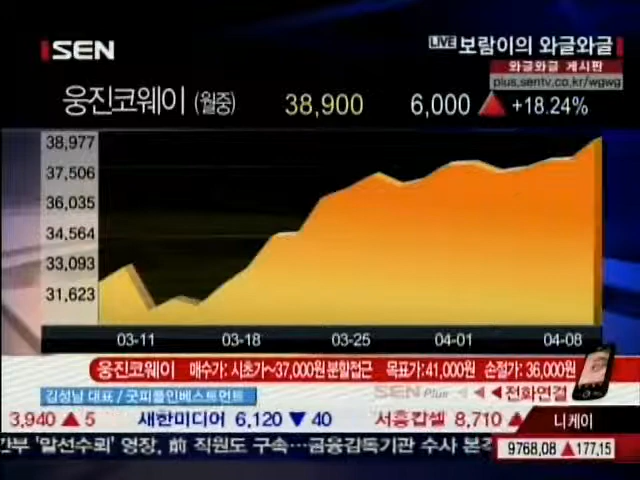 SEN
LIVE 보람이의 와글와글
와글와글 게시판
plus.sentv.co.kr/wgwg
웅진코웨이 (월중) 38,900 6,000 ▲ +18.24%
38,977
37,506
36,035
34,564
33,093
31,623
03-11 03-18 03-25 04-01 04-08
웅진코웨이 매수가: 시초가~37,000원 분할접근 목표가:41,000원 손절가: 36,000원
김성남 대표 / 굿피플인베스트먼트
SEN Plus ◀ ◀ ◀ 전화연결
3,940 ▲ 5 새한미디어 6,120 ▼ 40 서흥캅셀 8,710 ▲
니케이
간부 '알선수뢰' 영장, 前 직원도 구속…금융감독기관 수사 본격
9768,08 ▲177,15